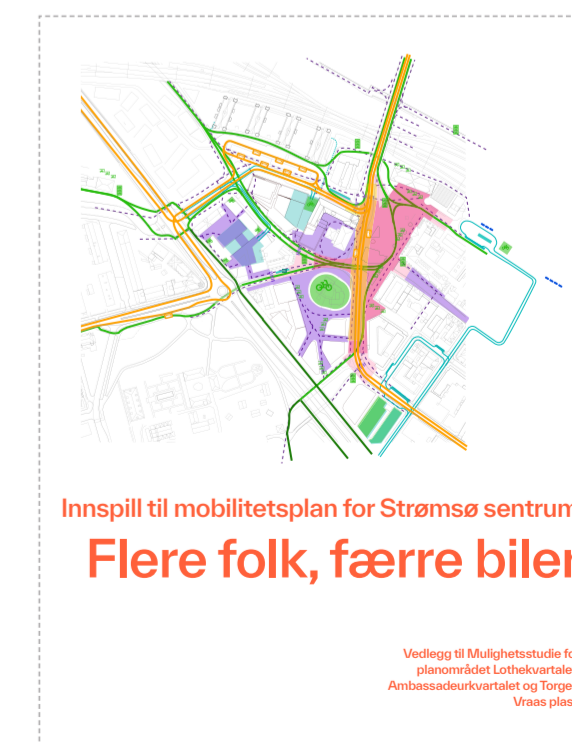 Innspill til mobilitetsplan for Strømsø sentrum
Flere folk, færre biler
Vedlegg til Mulighetsstudie fo
planområdet Lothekvartale
Ambassadeurkvartalet og Torge
Vraas plas